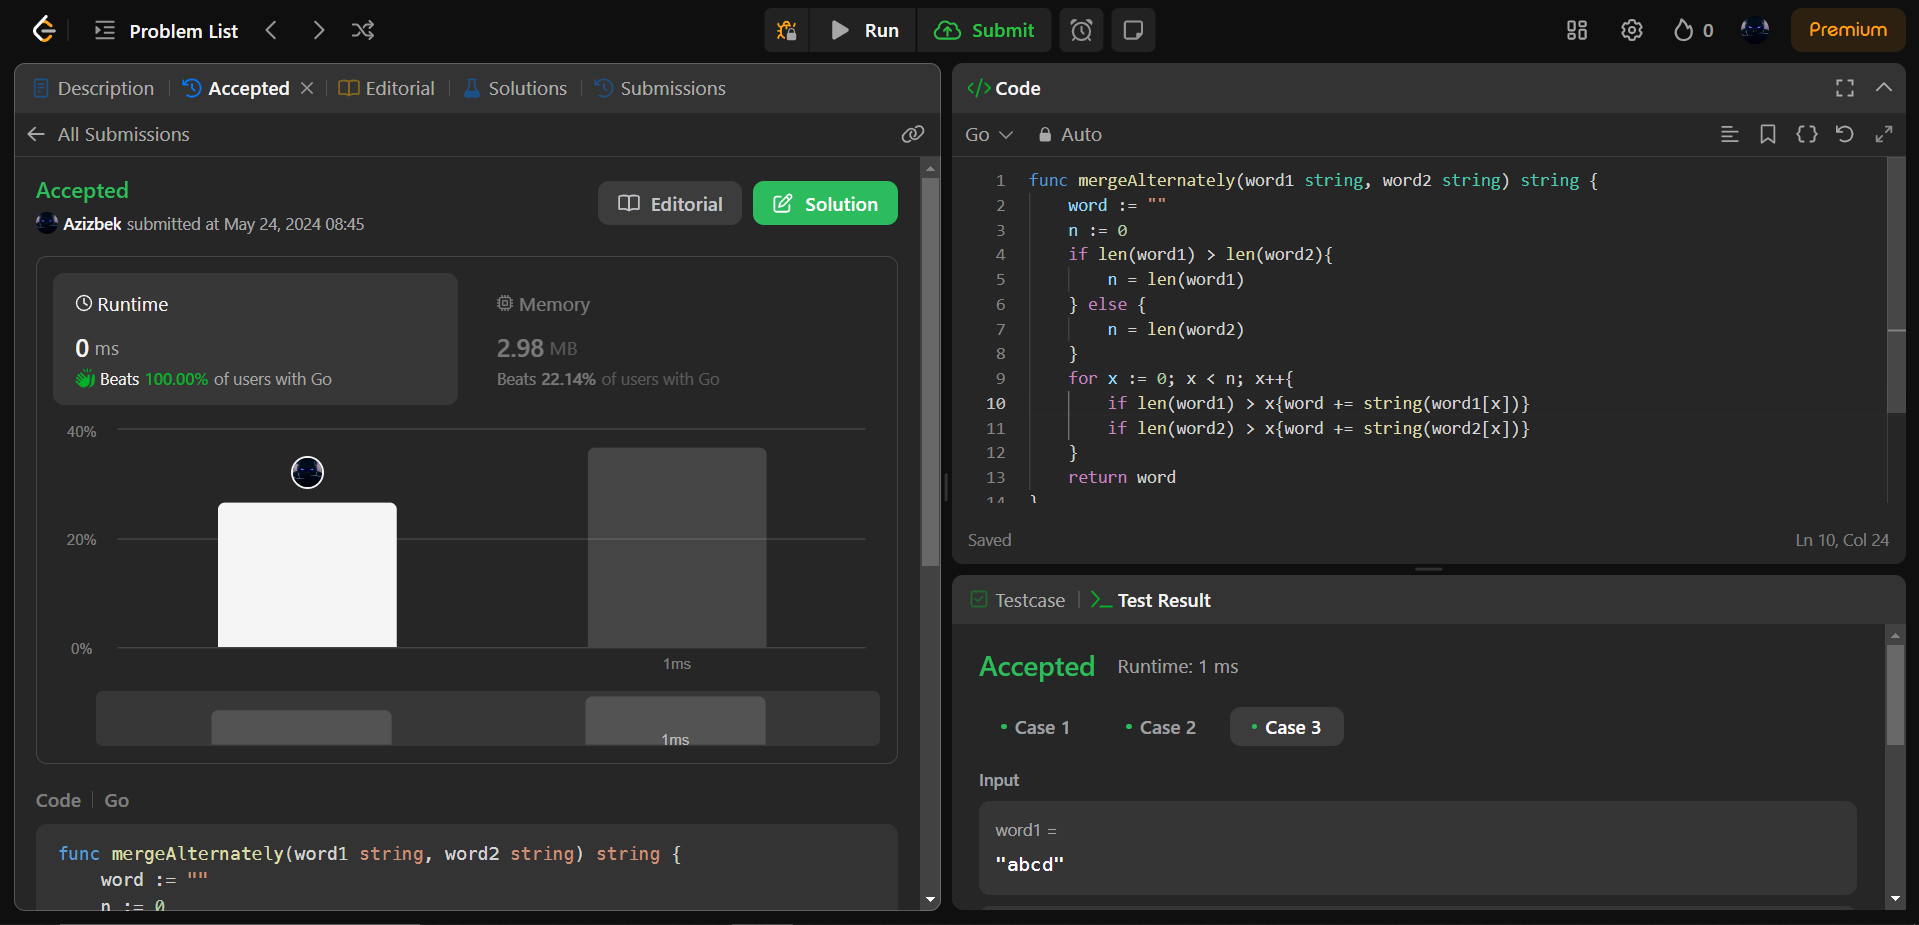 Problem List
Run
Submit
0
Premium
Description
Accepted
Editorial
Solutions
Submissions
All Submissions
Accepted
Azizbek submitted at May 24, 2024 08:45
Editorial
Solution
Runtime
0 ms
Beats 100.00% of users with Go
Memory
2.98 MB
Beats 22.14% of users with Go
40%
20%
0%
1ms
1ms
Code
Go
func mergeAlternately(word1 string, word2 string) string {
word := ""
n := 0
Code
Go
Auto
1 func mergeAlternately(word1 string, word2 string) string {
2 word := ""
3 n := 0
4 if len(word1) > len(word2){
5 n = len(word1)
6 } else {
7 n = len(word2)
8 }
9 for x := 0; x < n; x++{
10 if len(word1) > x{word += string(word1[x])}
11 if len(word2) > x{word += string(word2[x])}
12 }
13 return word
14 }
Saved
Ln 10, Col 24
Testcase
Test Result
Accepted
Runtime: 1 ms
Case 1
Case 2
Case 3
Input
word1 =
"abcd"